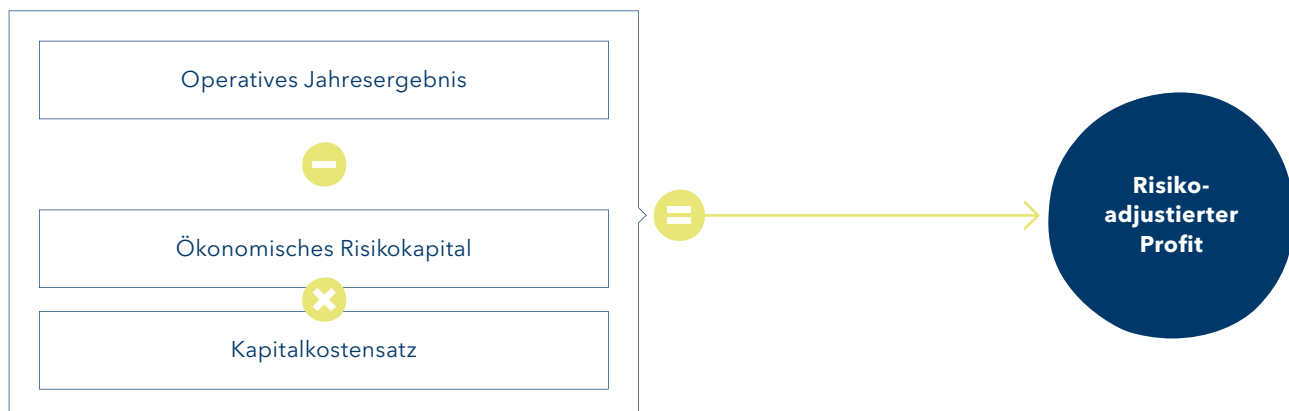 Operatives Jahresergebnis
Ökonomisches Risikokapital
Kapitalkostensatz
Risiko-
adjustierter
Profit